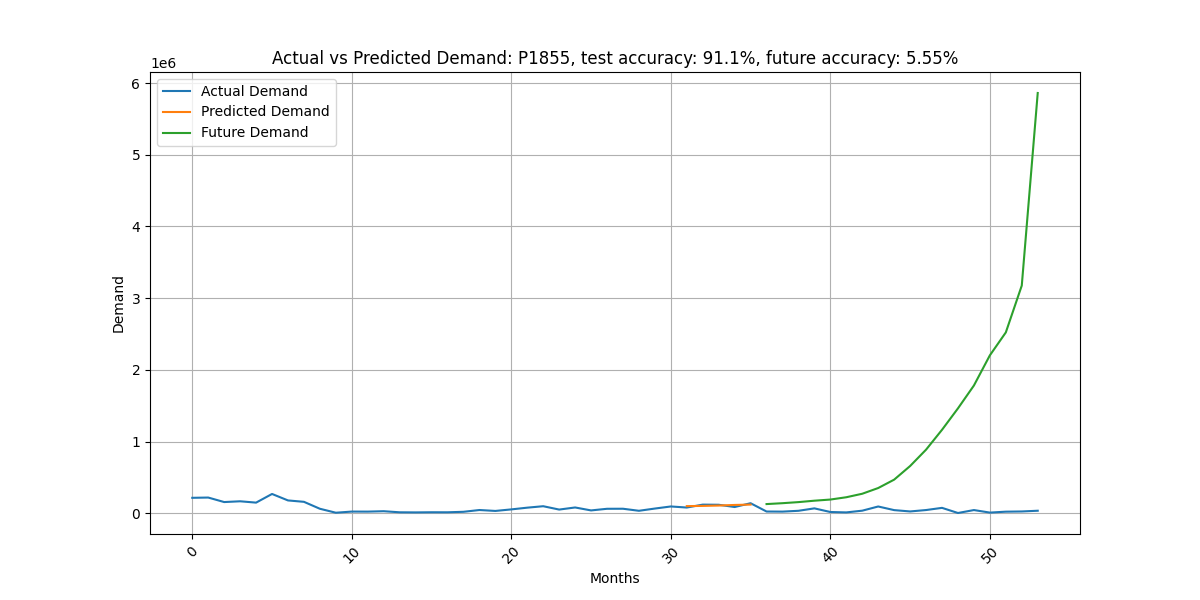 Actual vs Predicted Demand: P1855, test accuracy: 91.1%, future accuracy: 5.55%
1e6
Actual Demand
Predicted Demand
Future Demand
6
5
4
3
2
1
0
Demand
0 10 20 30 40 50
Months